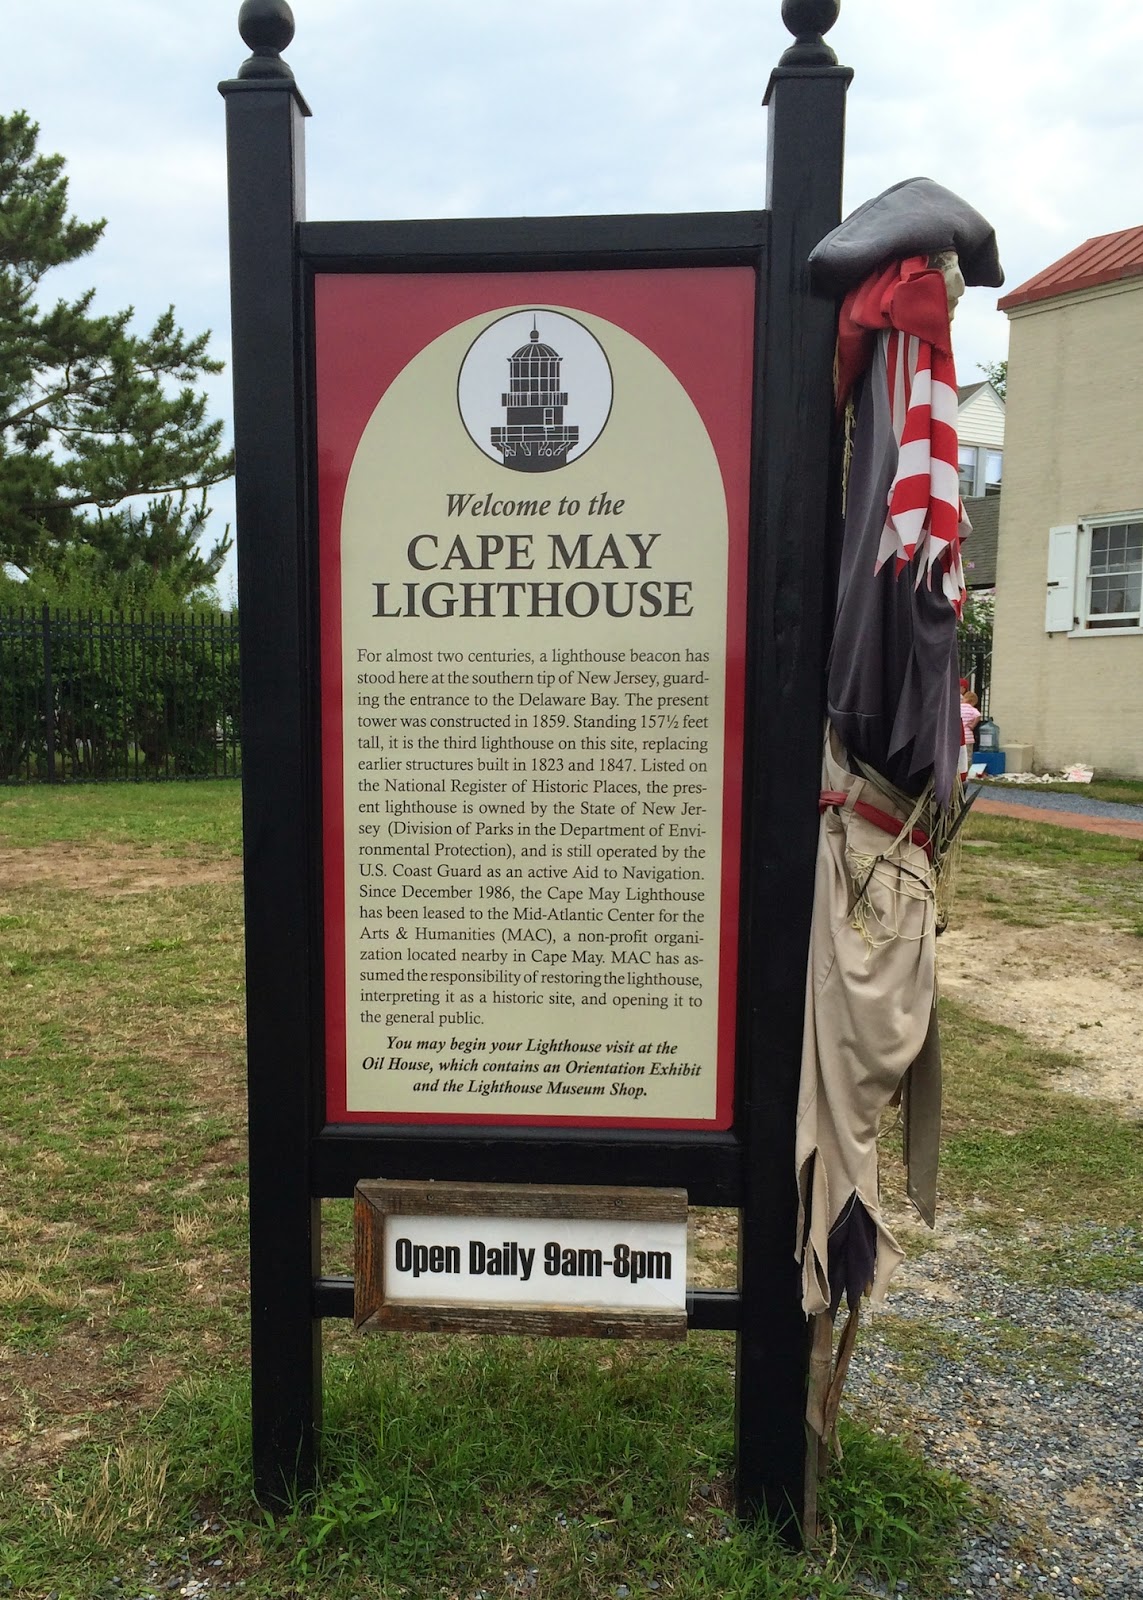 Welcome to the
CAPE MAY
LIGHTHOUSE
For almost two centuries, a lighthouse beacon has
stood here at the southern tip of New Jersey, guard-
ing the entrance to the Delaware Bay. The present
tower was constructed in 1859. Standing 157½ feet
tall, it is the third lighthouse on this site, replacing
earlier structures built in 1823 and 1847. Listed on
the National Register of Historic Places, the pres-
ent lighthouse is owned by the State of New Jer-
sey (Division of Parks in the Department of Envi-
ronmental Protection), and is still operated by the
U.S. Coast Guard as an active Aid to Navigation.
Since December 1986, the Cape May Lighthouse
has been leased to the Mid-Atlantic Center for the
Arts & Humanities (MAC), a non-profit organi-
zation located nearby in Cape May. MAC has as-
sumed the responsibility of restoring the lighthouse,
interpreting it as a historic site, and opening it to
the general public.
You may begin your Lighthouse visit at the
Oil House, which contains an Orientation Exhibit
and the Lighthouse Museum Shop.
Open Daily 9am-8pm